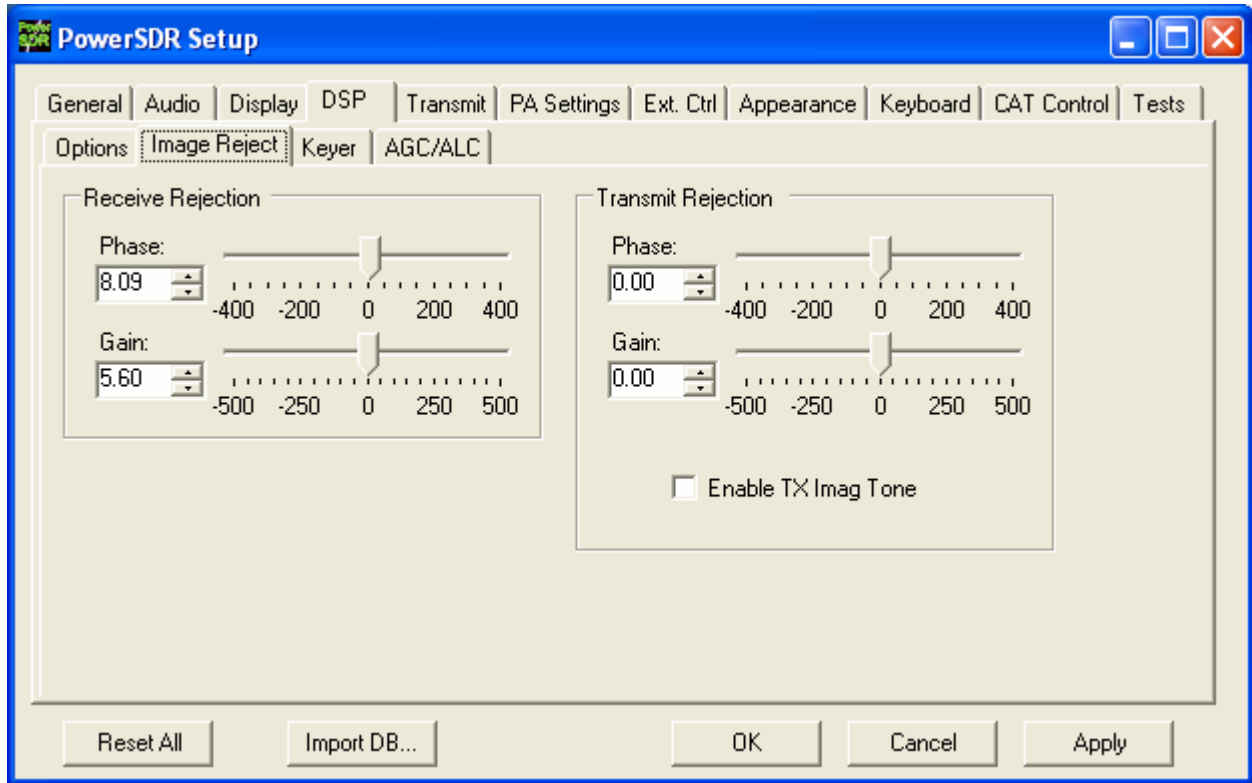 PowerSDR Setup
General Audio Display DSP Transmit PA Settings Ext. Ctrl Appearance Keyboard CAT Control Tests
Options Image Reject Keyer AGC/ALC
Receive Rejection
Phase:
8.09
-400 -200 0 200 400
Gain:
5.60
-500 -250 0 250 500
Transmit Rejection
Phase:
0.00
-400 -200 0 200 400
Gain:
0.00
-500 -250 0 250 500
Enable TX Imag Tone
Reset All Import DB... OK Cancel Apply